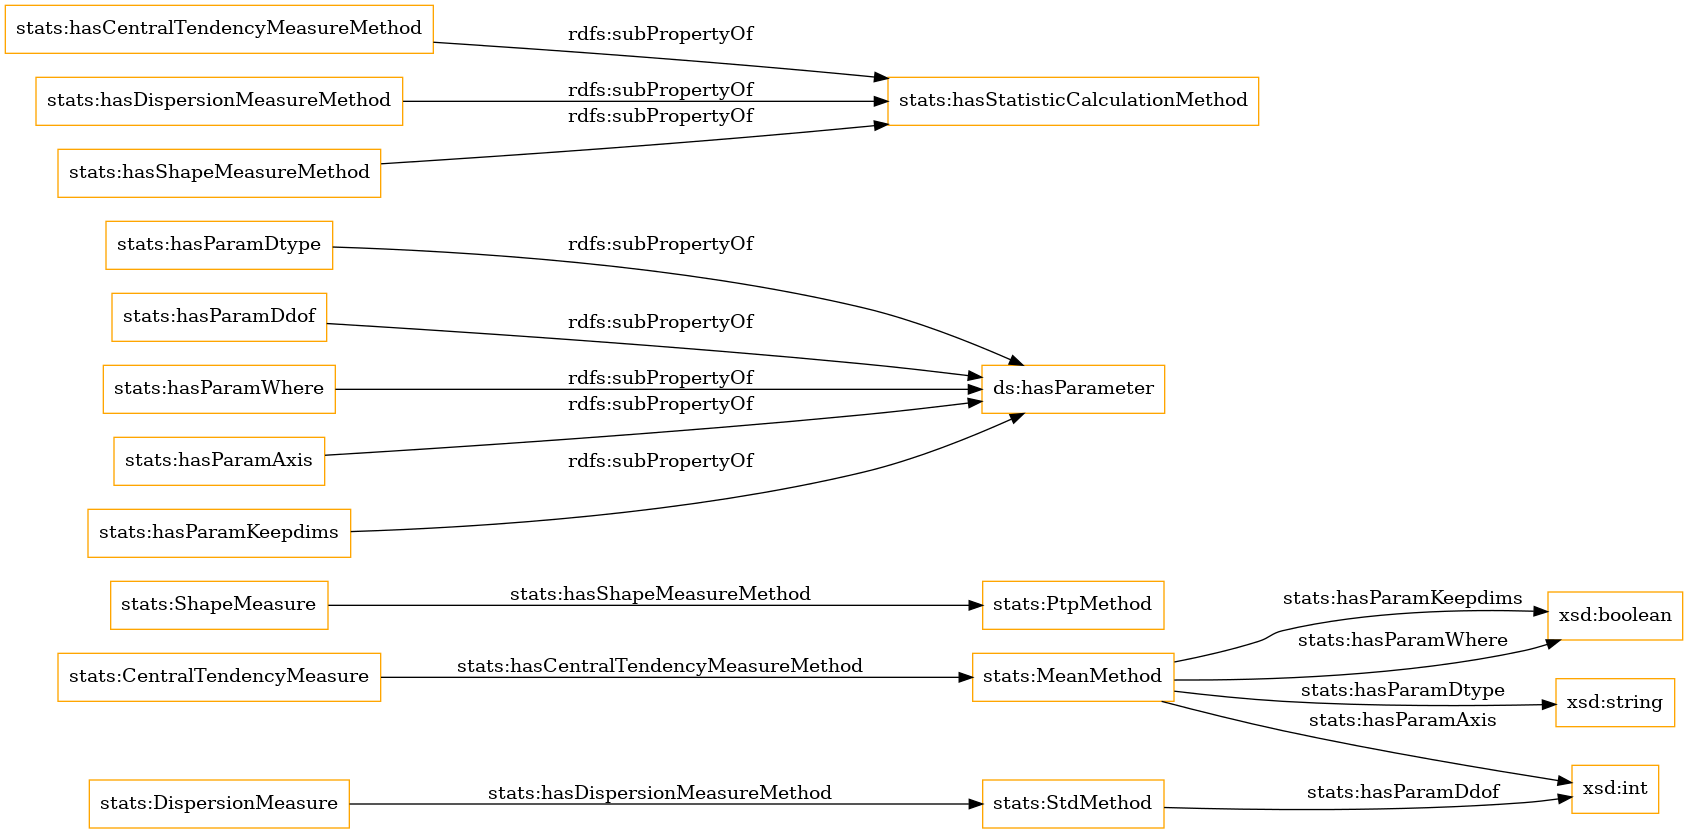 stats:hasCentralTendencyMeasureMethod
rdfs:subPropertyOf
stats:hasDispersionMeasureMethod
rdfs:subPropertyOf
stats:hasStatisticCalculationMethod
rdfs:subPropertyOf
stats:hasShapeMeasureMethod
stats:hasParamDtype
rdfs:subPropertyOf
stats:hasParamDdof
rdfs:subPropertyOf
stats:hasParamWhere
rdfs:subPropertyOf
ds:hasParameter
rdfs:subPropertyOf
stats:hasParamAxis
rdfs:subPropertyOf
stats:hasParamKeepdims
stats:ShapeMeasure
stats:hasShapeMeasureMethod
stats:PtpMethod
stats:hasParamKeepdims
xsd:boolean
stats:hasParamWhere
stats:CentralTendencyMeasure
stats:hasCentralTendencyMeasureMethod
stats:MeanMethod
stats:hasParamDtype
xsd:string
stats:hasParamAxis
stats:DispersionMeasure
stats:hasDispersionMeasureMethod
stats:StdMethod
stats:hasParamDdof
xsd:int